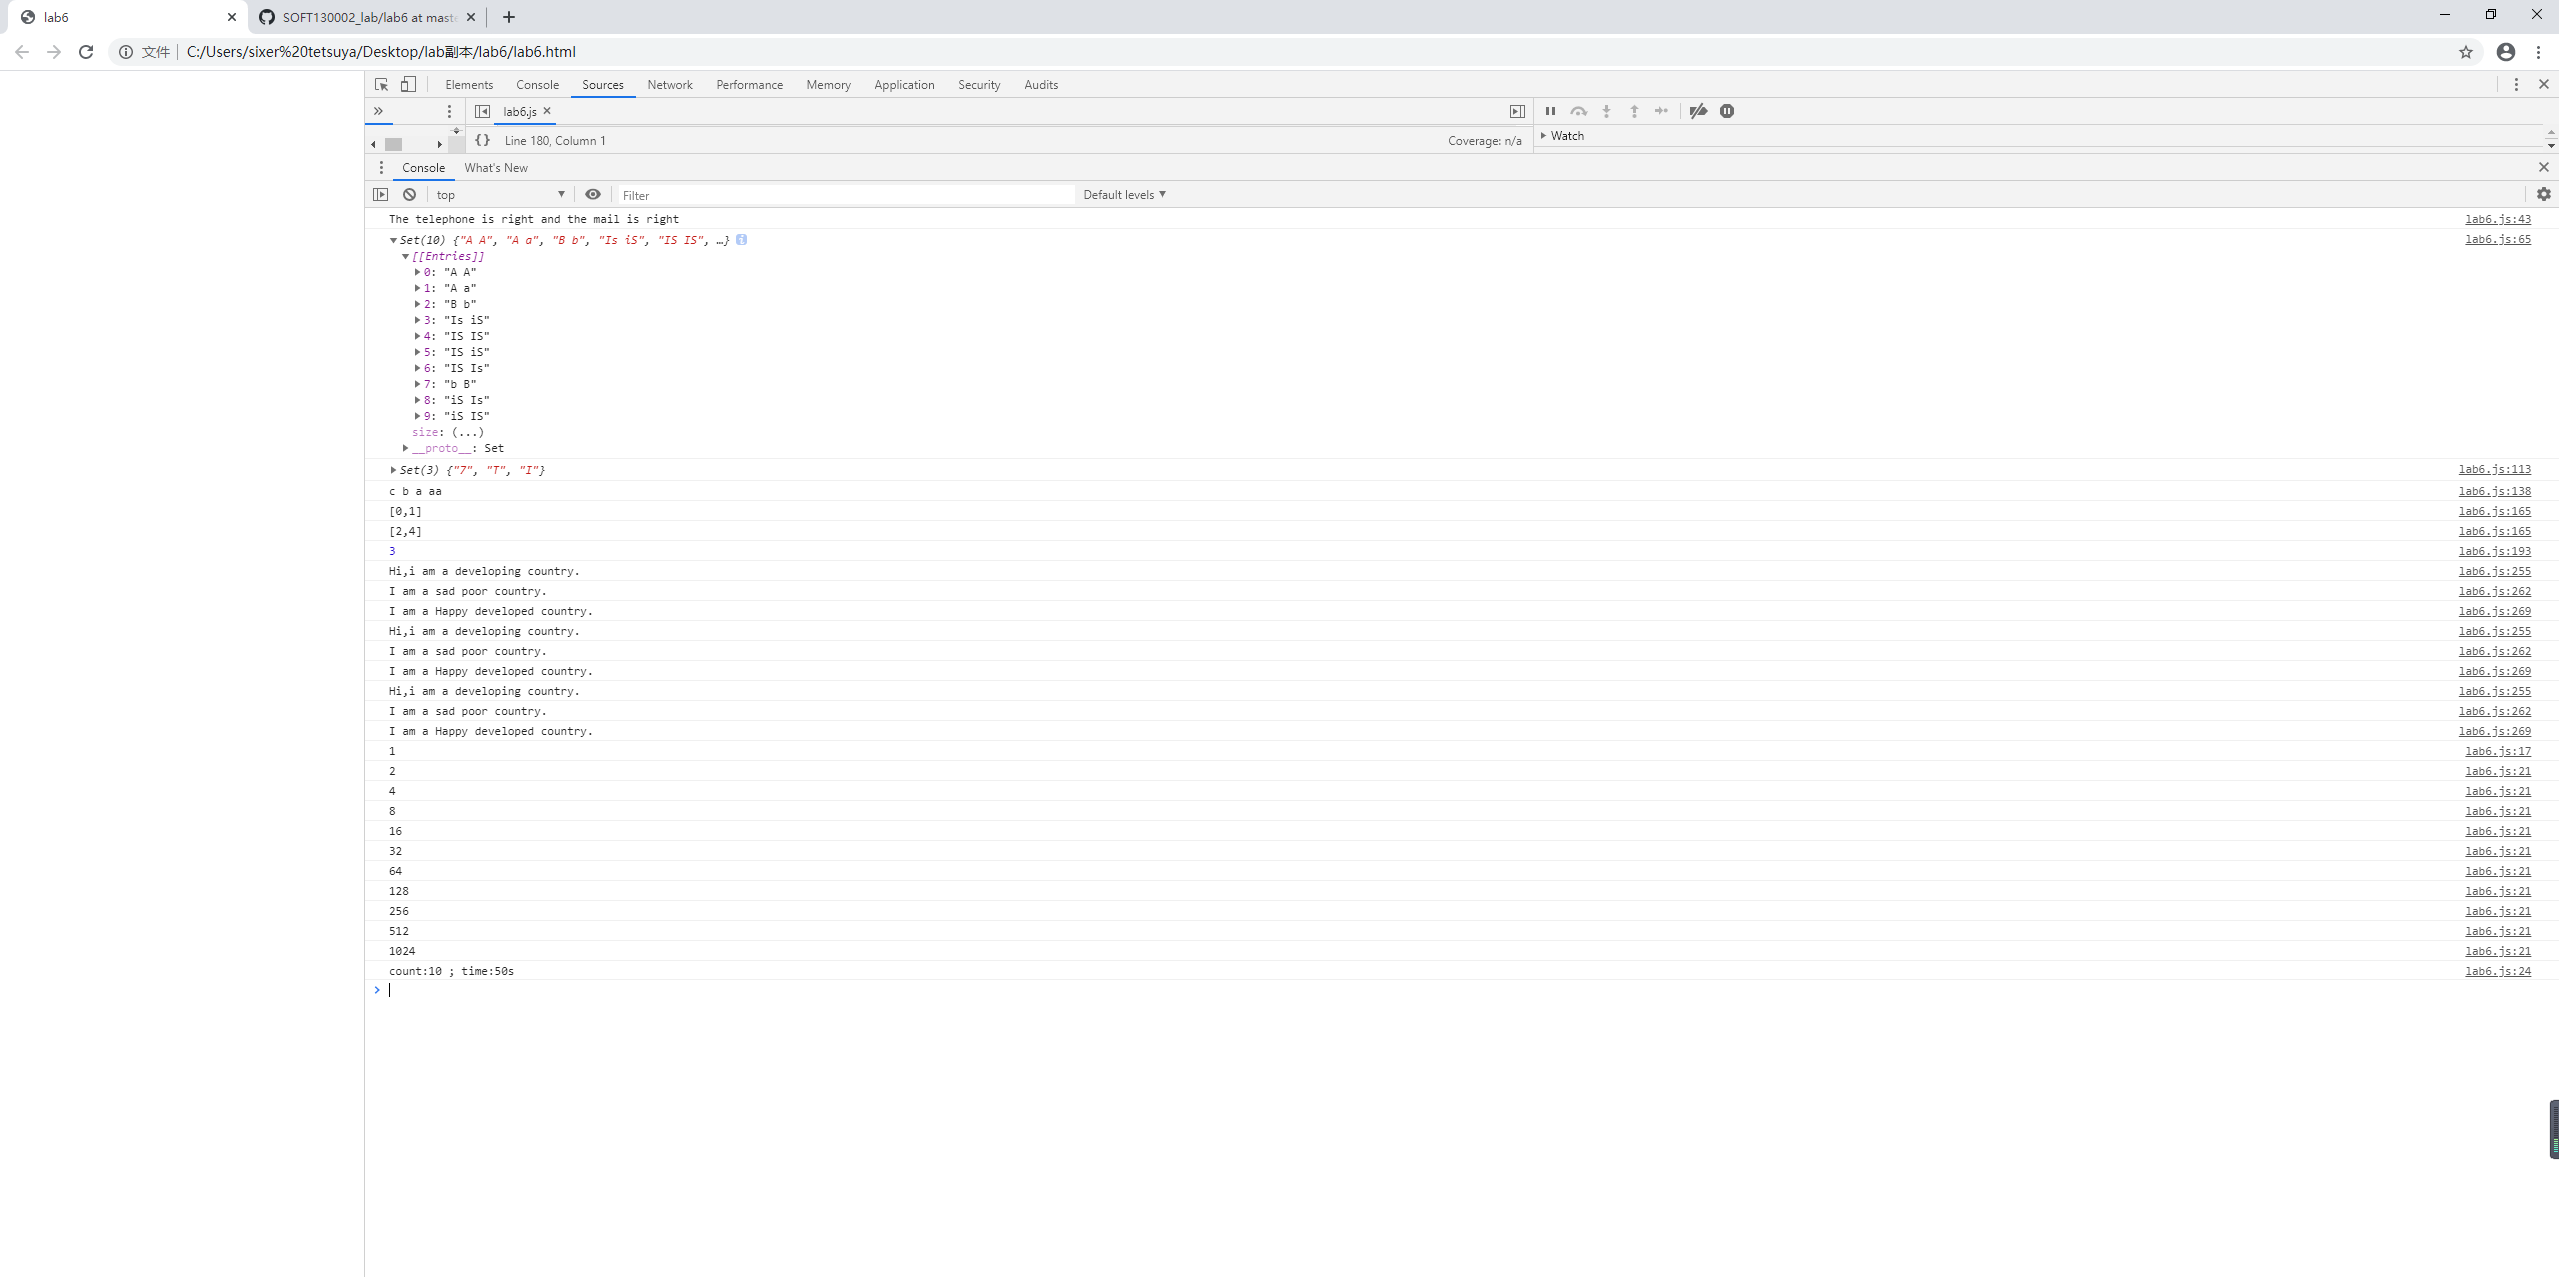 lab6
SOFT130002_lab/lab6 at maste
文件 C:/Users/sixer%20tetsuya/Desktop/lab副本/lab6/lab6.html
Elements Console Sources Network Performance Memory Application Security Audits
lab6.js
{} Line 180, Column 1 Coverage: n/a
Watch
Console What's New
top Filter Default levels
The telephone is right and the mail is right lab6.js:43
Set(10) {"A A", "A a", "B b", "Is iS", "IS IS", …} lab6.js:65
[[Entries]]
0: "A A"
1: "A a"
2: "B b"
3: "Is iS"
4: "IS IS"
5: "IS iS"
6: "IS Is"
7: "b B"
8: "iS Is"
9: "iS IS"
size: (...)
__proto__: Set
Set(3) {"7", "T", "I"} lab6.js:113
c b a aa lab6.js:138
[0,1] lab6.js:165
[2,4] lab6.js:165
3 lab6.js:193
Hi,i am a developing country. lab6.js:255
I am a sad poor country. lab6.js:262
I am a Happy developed country. lab6.js:269
Hi,i am a developing country. lab6.js:255
I am a sad poor country. lab6.js:262
I am a Happy developed country. lab6.js:269
Hi,i am a developing country. lab6.js:255
I am a sad poor country. lab6.js:262
I am a Happy developed country. lab6.js:269
1 lab6.js:17
2 lab6.js:21
4 lab6.js:21
8 lab6.js:21
16 lab6.js:21
32 lab6.js:21
64 lab6.js:21
128 lab6.js:21
256 lab6.js:21
512 lab6.js:21
1024 lab6.js:21
count:10 ; time:50s lab6.js:24